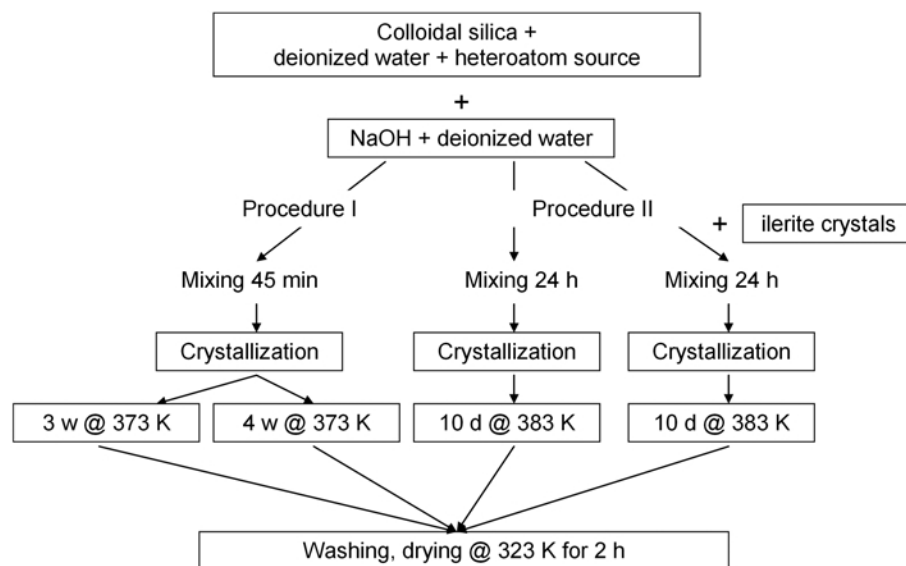 Colloidal silica +
deionized water + heteroatom source
+
NaOH + deionized water
Procedure I
Procedure II
+
ilerite crystals
Mixing 45 min
Mixing 24 h
Mixing 24 h
Crystallization
Crystallization
Crystallization
3 w @ 373 K
4 w @ 373 K
10 d @ 383 K
10 d @ 383 K
Washing, drying @ 323 K for 2 h